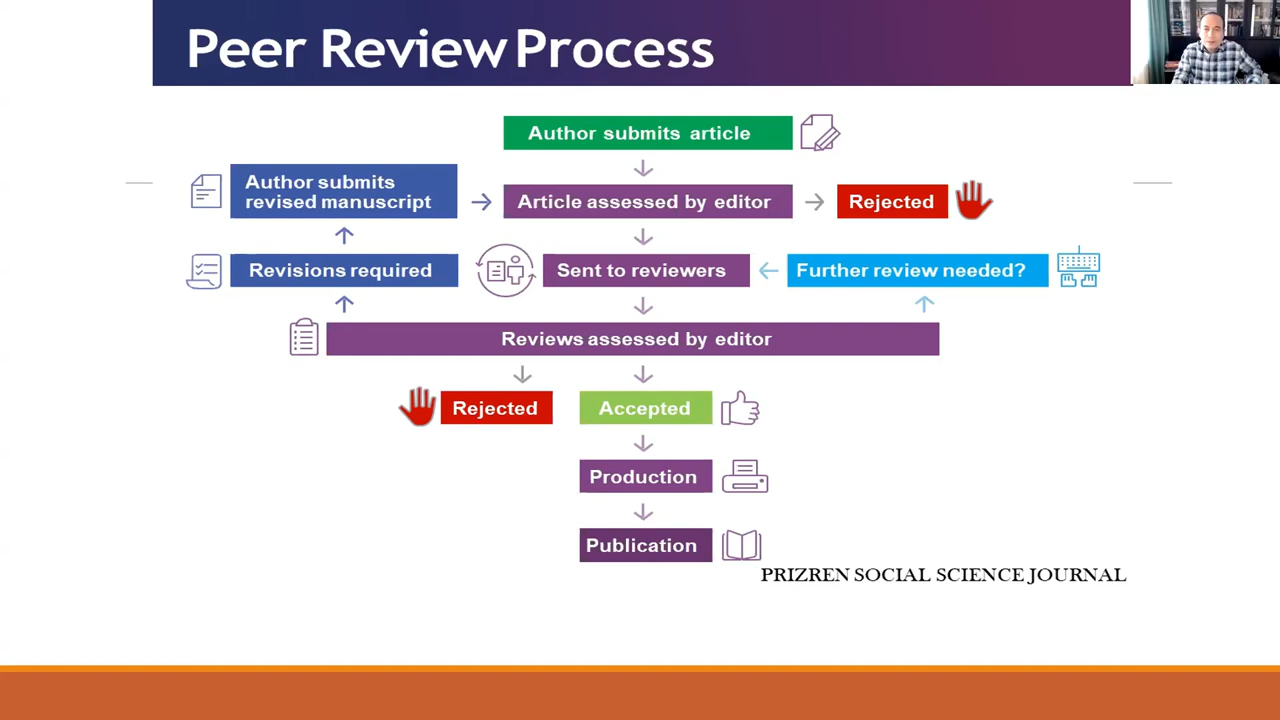 Peer Review Process
Author submits article
Author submits
revised manuscript
Article assessed by editor
Rejected
Revisions required
Sent to reviewers
Further review needed?
Reviews assessed by editor
Rejected
Accepted
Production
Publication
PRIZREN SOCIAL SCIENCE JOURNAL